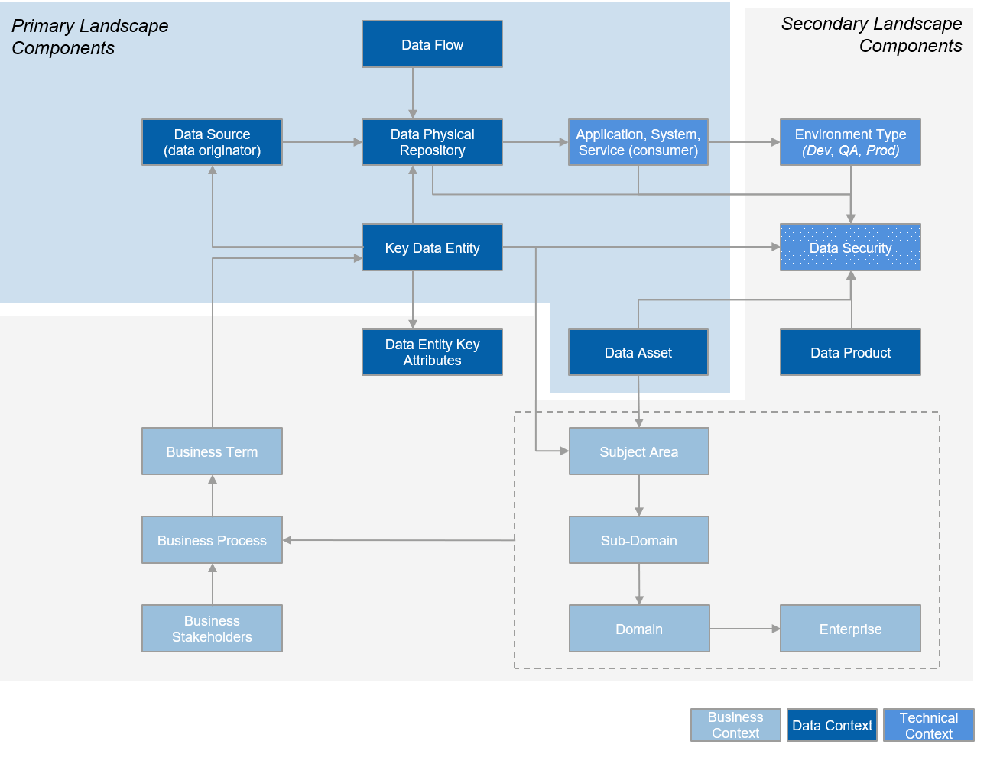 Primary Landscape
Components
Secondary Landscape
Components
Data Flow
Data Source
(data originator)
Data Physical
Repository
Application, System,
Service (consumer)
Environment Type
(Dev, QA, Prod)
Key Data Entity
Data Security
Data Entity Key
Attributes
Data Asset
Data Product
Business Term
Subject Area
Business Process
Sub-Domain
Business
Stakeholders
Domain
Enterprise
Business
Context
Data Context
Technical
Context